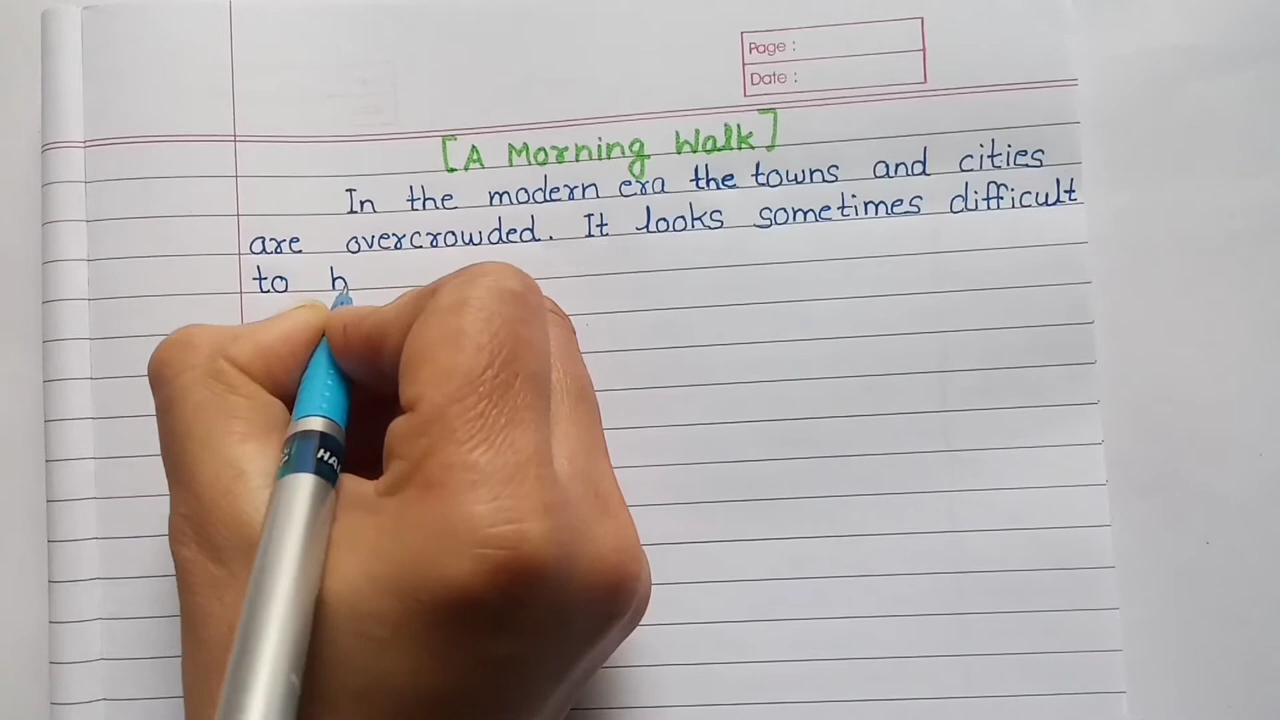 Page :
Date :
[A Morning Walk]
In the modern era the towns and cities
are overcrowded. It looks sometimes difficult
to